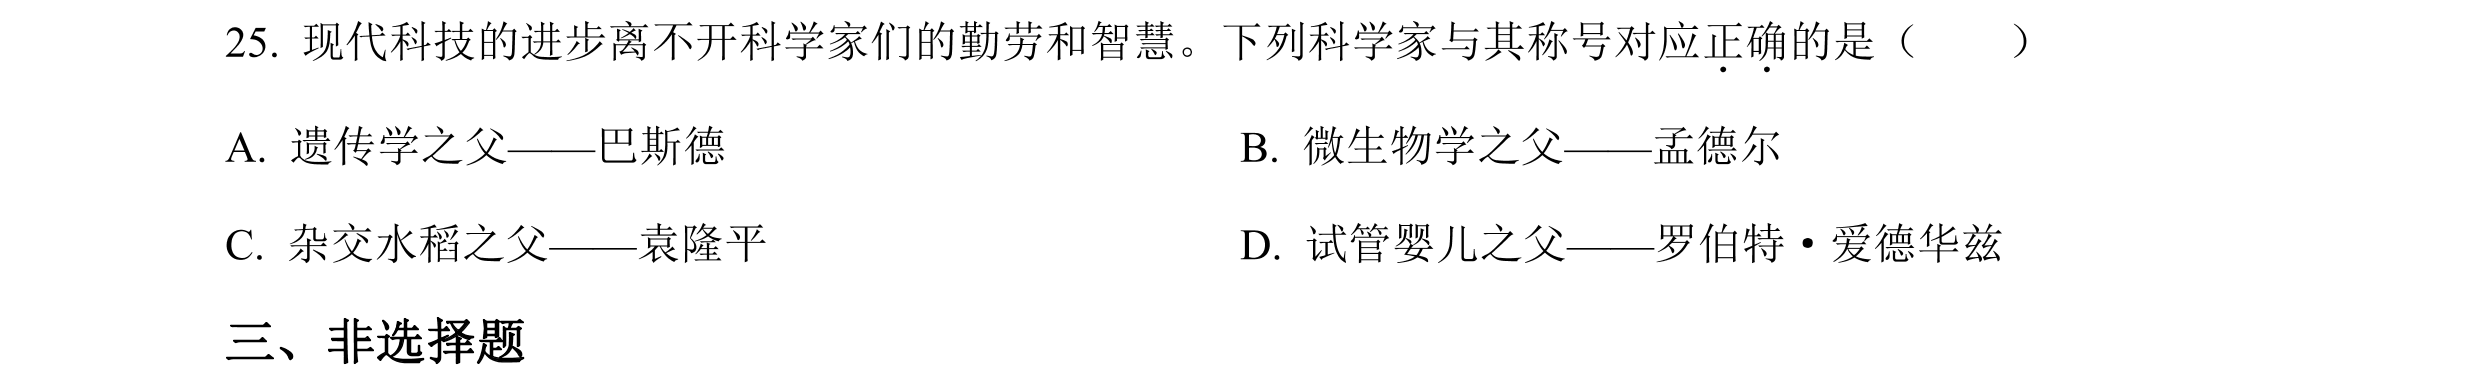 25. 现代科技的进步离不开科学家们的勤劳和智慧。下列科学家与其称号对应正确的是（　　）
A. 遗传学之父——巴斯德　　B. 微生物学之父——孟德尔
C. 杂交水稻之父——袁隆平　　D. 试管婴儿之父——罗伯特·爱德华兹
三、非选择题